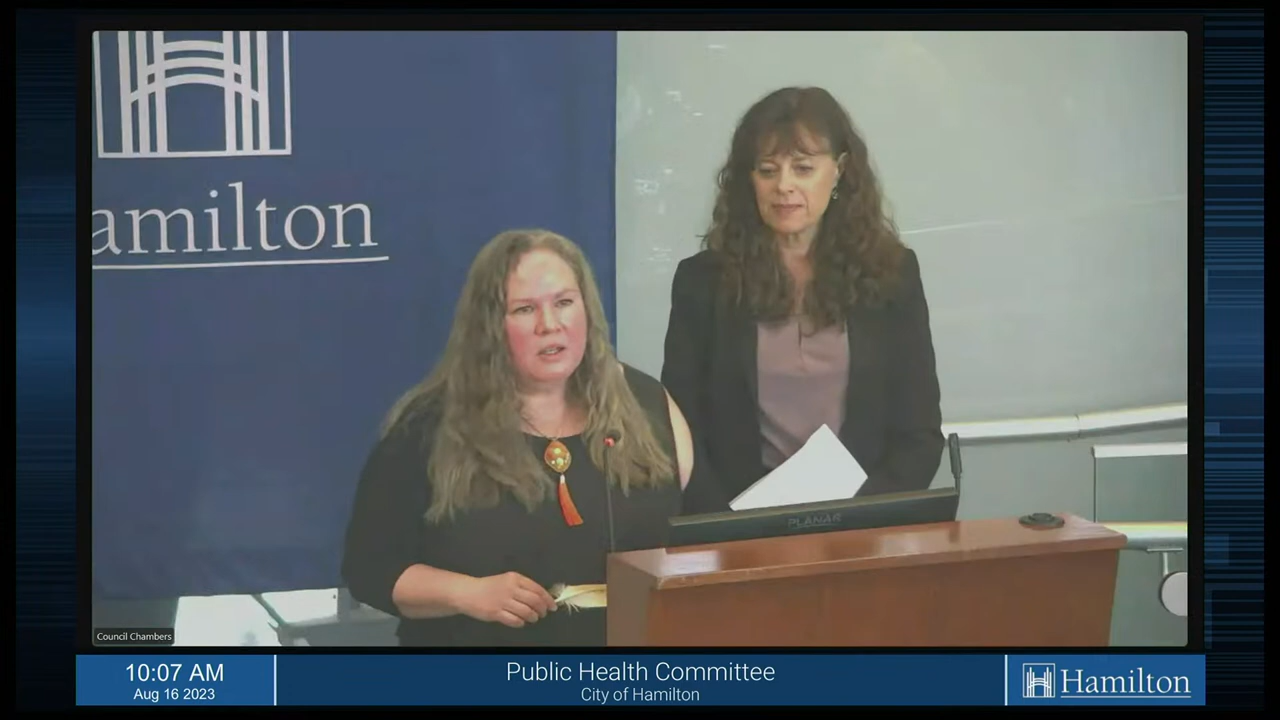 amilton
PLANAR
Council Chambers
10:07 AM
Aug 16 2023
Public Health Committee
City of Hamilton
Hamilton